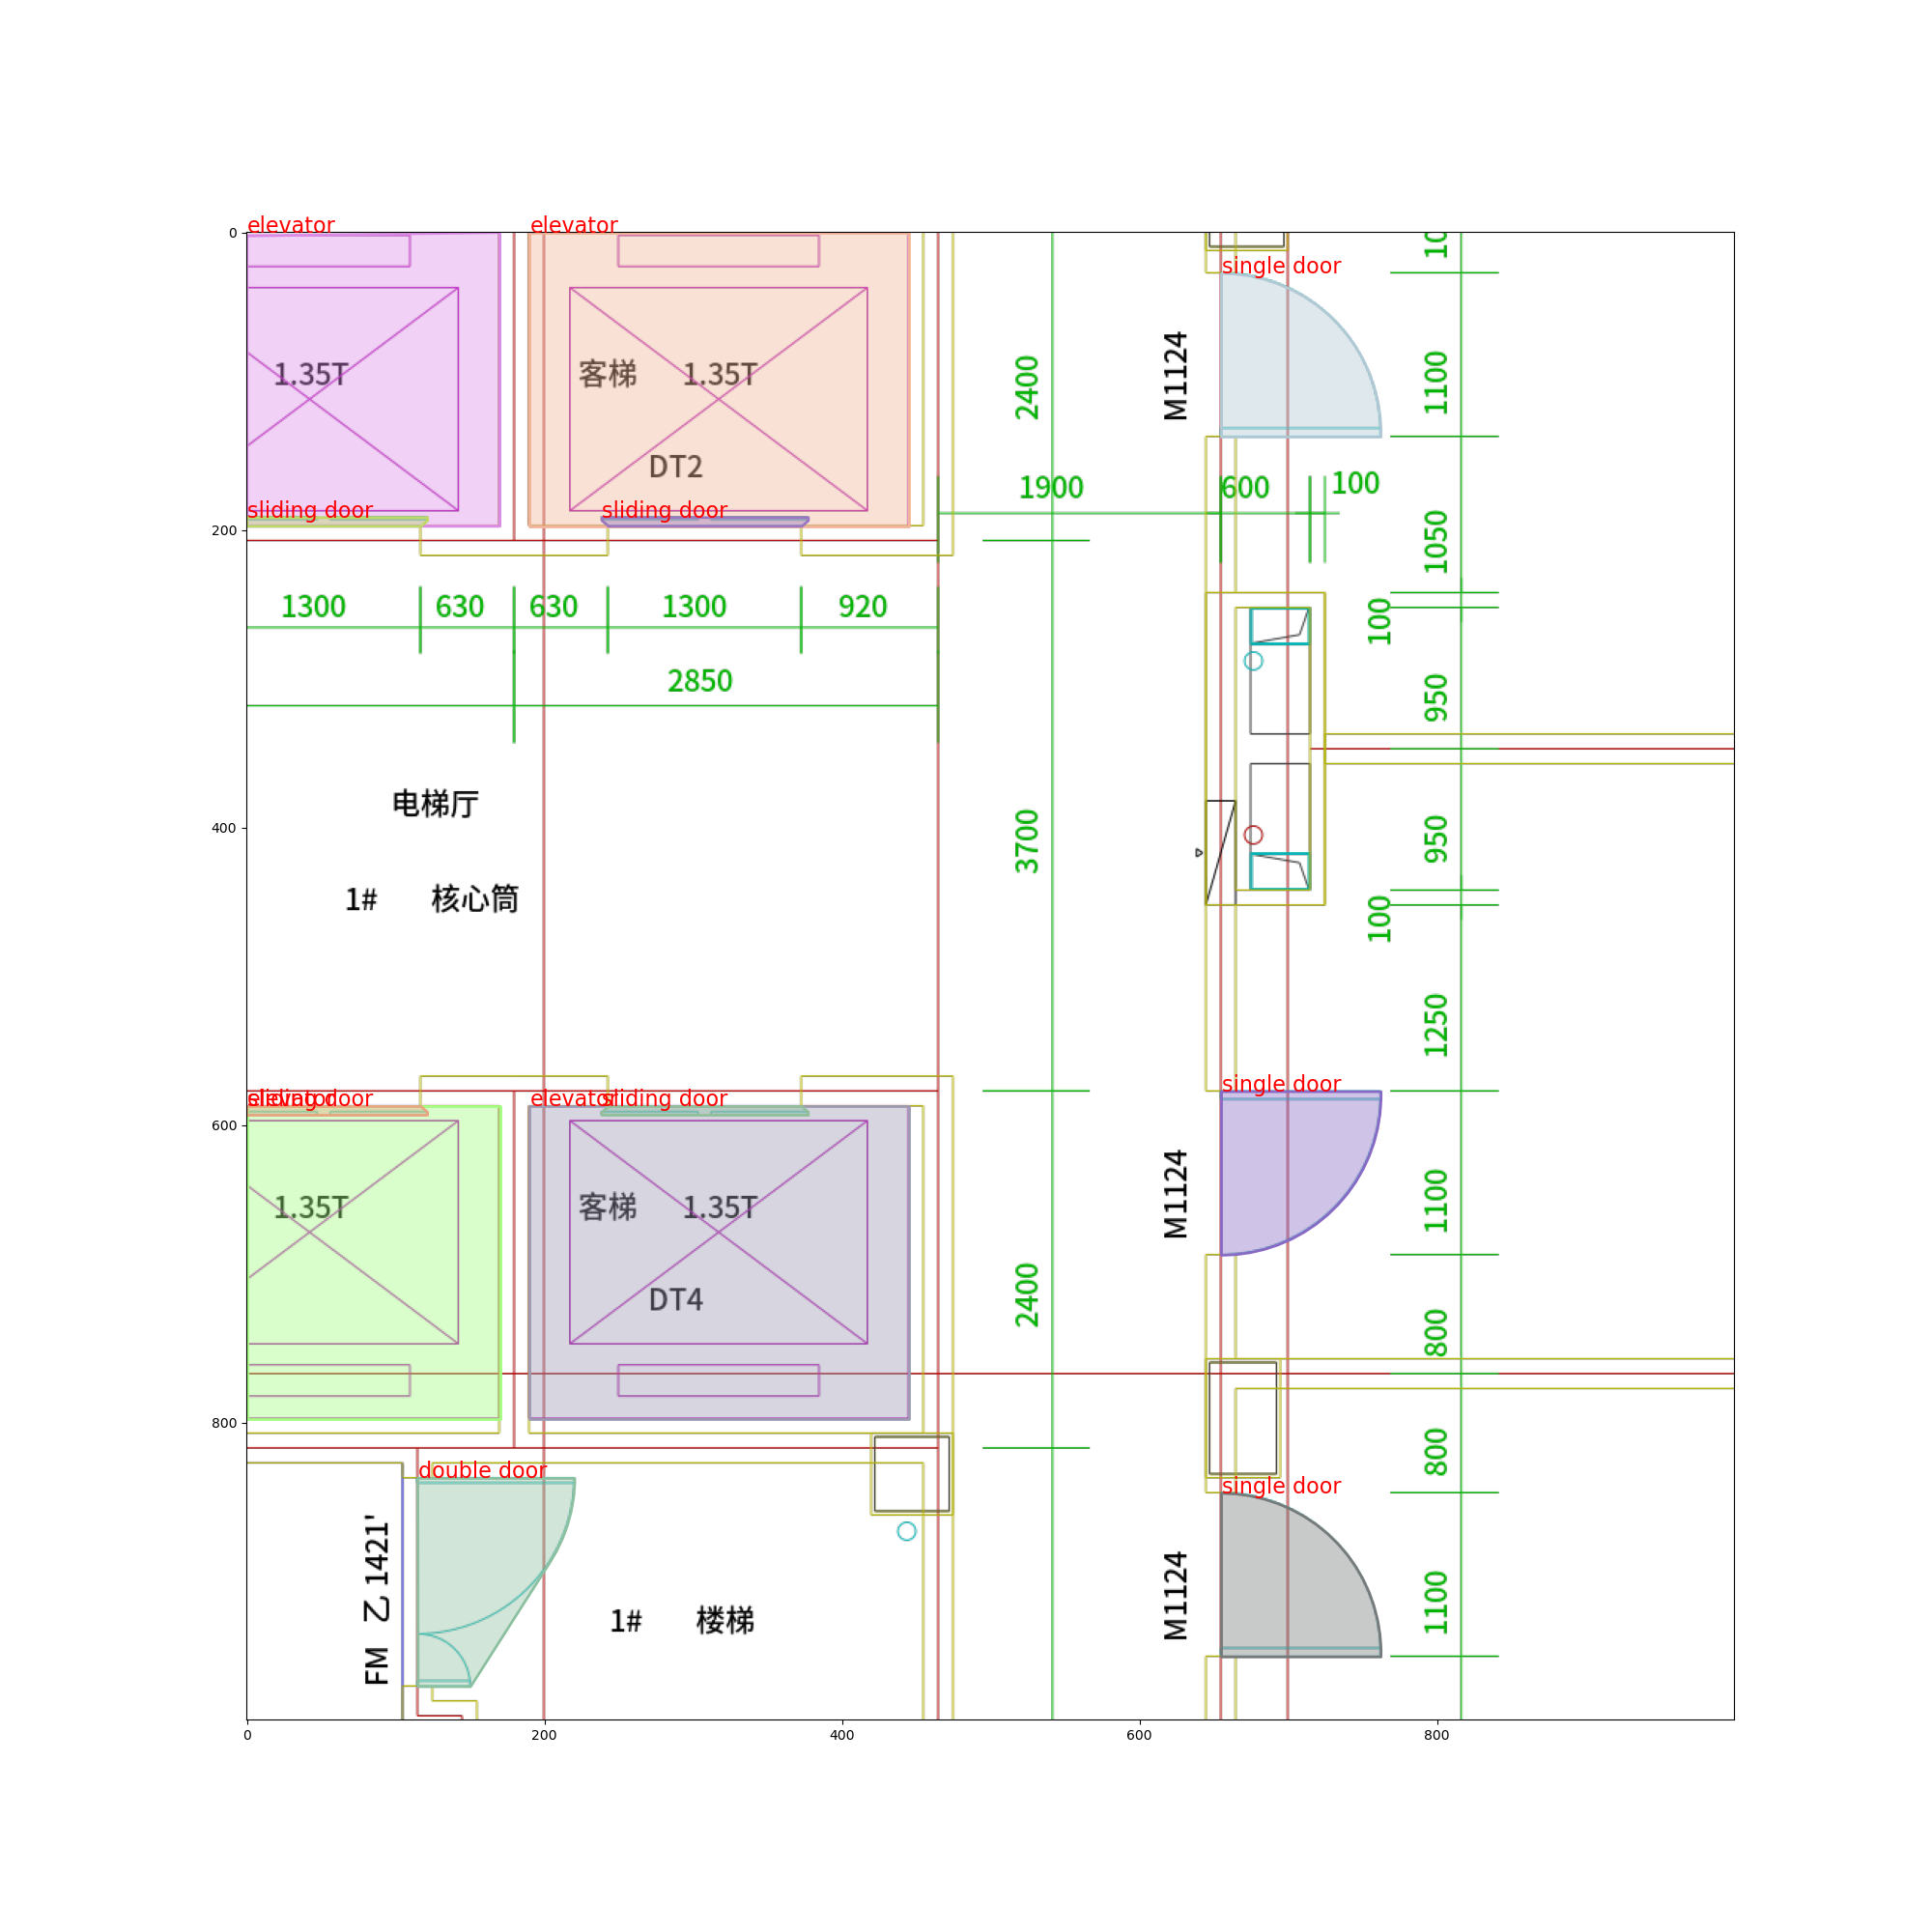 elevator
elevator
single door
10
1.35T
客梯 1.35T
DT2
2400
M1124
1100
sliding door
sliding door
1900
600
100
1050
1300
630
630
1300
920
100
2850
950
电梯厅
3700
950
1# 核心筒
100
1250
elevator
sliding door
elevator
sliding door
single door
1.35T
客梯 1.35T
DT4
2400
M1124
1100
800
800
double door
single door
FM 乙 1421'
1# 楼梯
M1124
1100
0
200
400
600
800
0
200
400
600
800